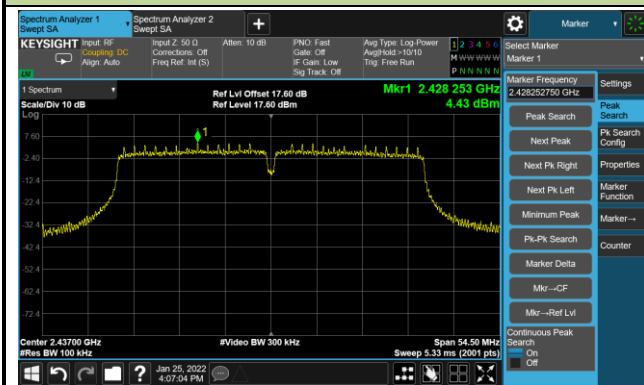 Spectrum Analyzer 1
Swept SA
Spectrum Analyzer 2
Swept SA
+
Marker
KEYSIGHT
Input: RF
Coupling: DC
Align: Auto
Input Z: 50 Ω
Corrections: Off
Freq Ref: Int (S)
Atten: 10 dB
PNO: Fast
Gate: Off
IF Gain: Low
Sig Track: Off
Avg Type: Log-Power
Avg|Hold:>10/10
Trig: Free Run
1 2 3 4 5 6
M W W W W W
P N N N N N
Select Marker
Marker 1
LV
1 Spectrum
Scale/Div 10 dB
Log
Ref Lvl Offset 17.60 dB
Ref Level 17.60 dBm
Mkr1 2.428 253 GHz
4.43 dBm
Marker Frequency
2.428252750 GHz
Peak Search
Next Peak
Next Pk Right
Next Pk Left
Minimum Peak
Pk-Pk Search
Marker Delta
Mkr→CF
Mkr→Ref Lvl
Continuous Peak
Search
On
Off
Settings
Peak
Search
Pk Search
Config
Properties
Marker
Function
Marker→
Counter
1
7.60
-2.40
-12.4
-22.4
-32.4
-42.4
-52.4
-62.4
-72.4
Center 2.43700 GHz
#Res BW 100 kHz
#Video BW 300 kHz
Span 54.50 MHz
Sweep 5.33 ms (2001 pts)
?
Jan 25, 2022
4:07:04 PM